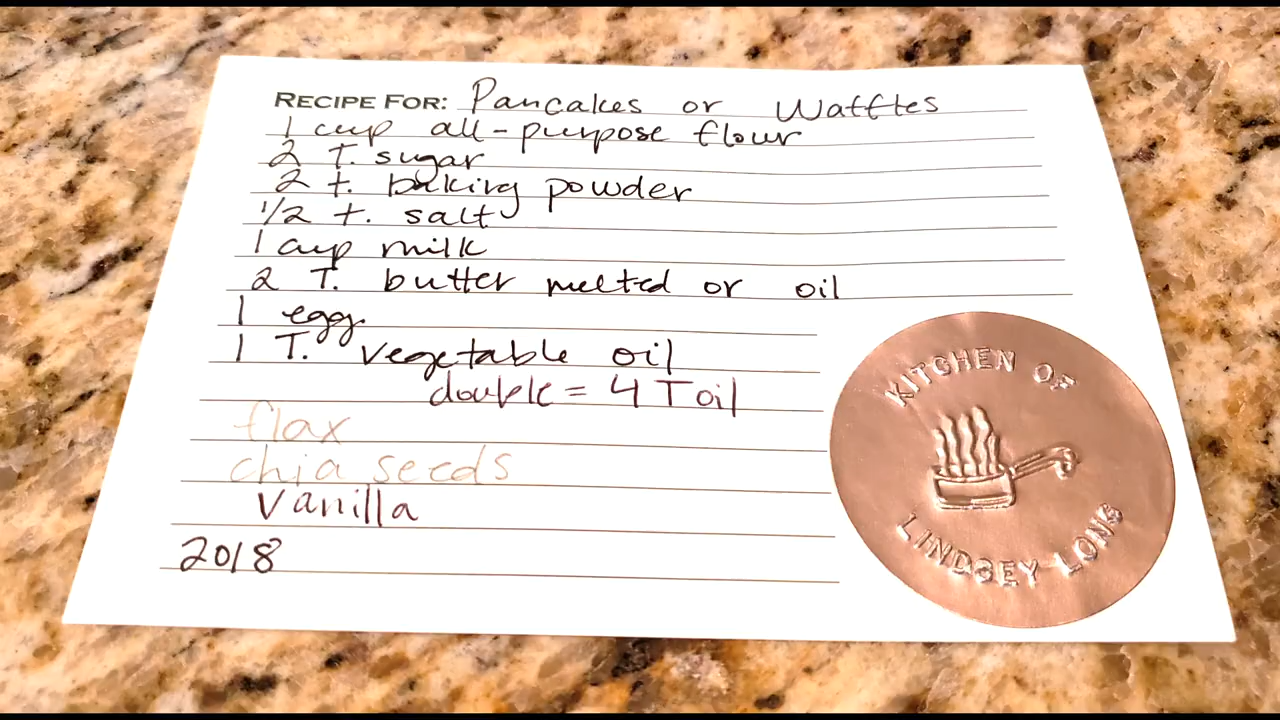 RECIPE FOR: Pancakes or Waffles
1 cup all-purpose flour
2 T. sugar
2 t. baking powder
1/2 t. salt
1 cup milk
2 T. butter melted or oil
1 egg
1 T. vegetable oil
double = 4 T oil
flax
chia seeds
vanilla
2018
KITCHEN OF
LINDSEY LONG